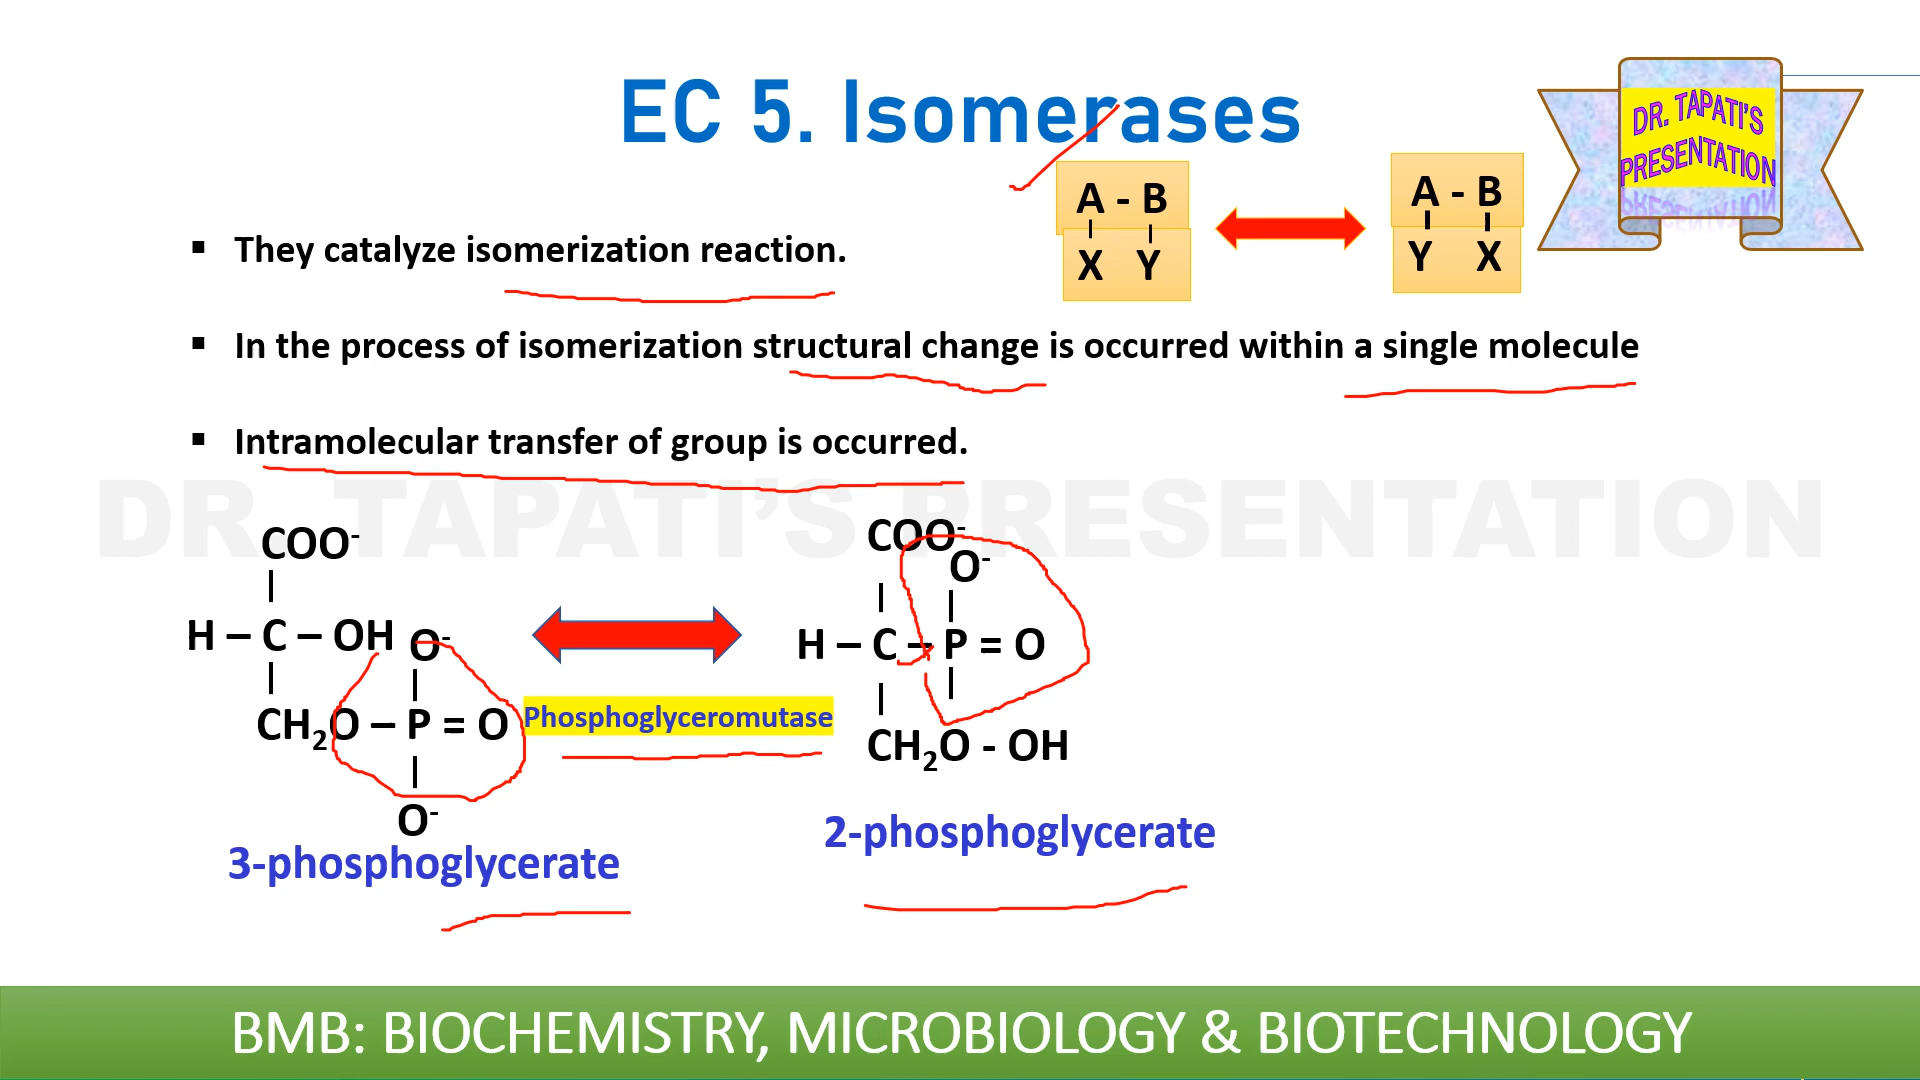 EC 5. Isomerases
DR. TAPATI'S
PRESENTATION
A - B
X Y
A - B
Y X
▪ They catalyze isomerization reaction.
▪ In the process of isomerization structural change is occurred within a single molecule
▪ Intramolecular transfer of group is occurred.
DR. TAPATI'S PRESENTATION
COO-
H – C – OH
O-
CH₂O – P = O
O-
3-phosphoglycerate
Phosphoglyceromutase
COO-
O-
H – C – P = O
CH₂O - OH
2-phosphoglycerate
BMB: BIOCHEMISTRY, MICROBIOLOGY & BIOTECHNOLOGY